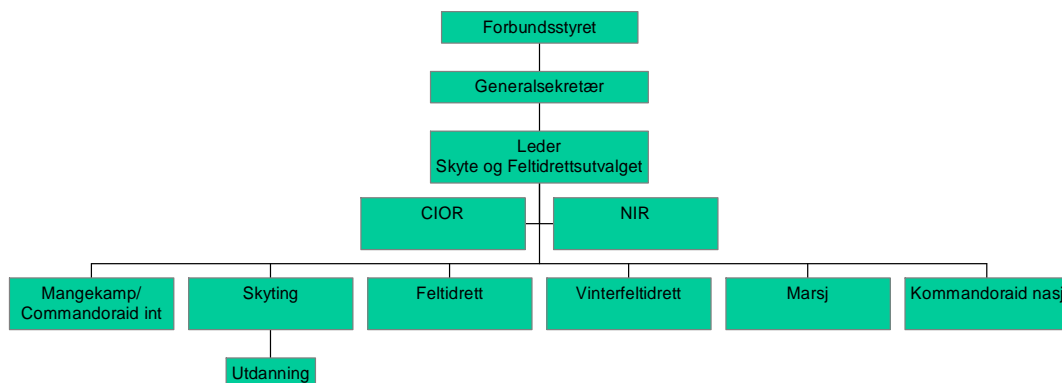 Forbundsstyret
Generalsekretær
Leder
Skyte og Feltidrettsutvalget
CIOR
NIR
Mangekamp/
Commandoraid int
Skyting
Feltidrett
Vinterfeltidrett
Marsj
Kommandoraid nasj
Utdanning